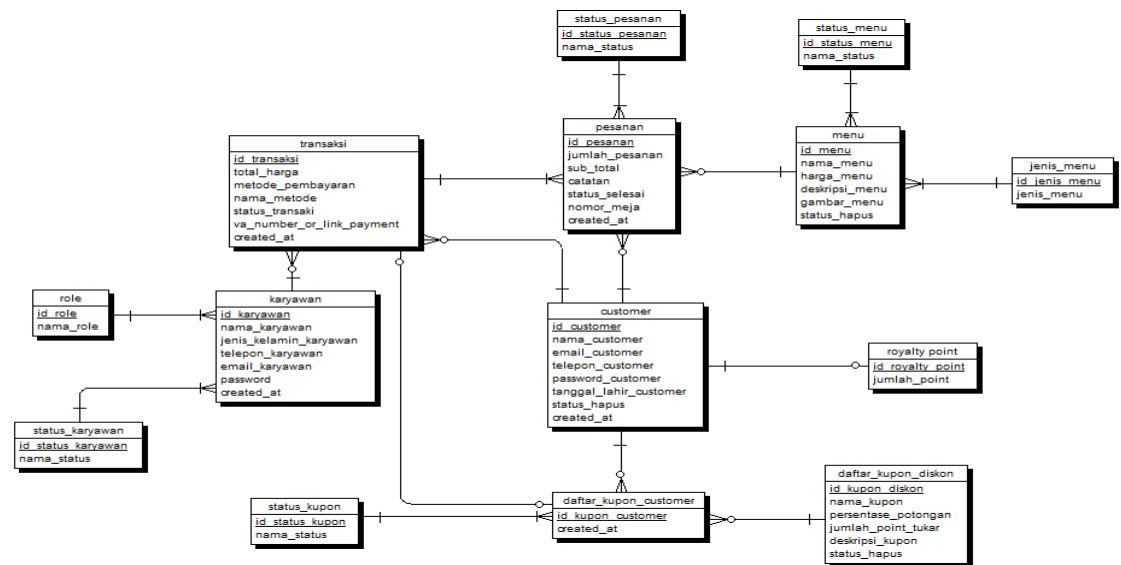 status_pesanan
id_status_pesanan
nama_status
status_menu
id_status_menu
nama_status
transaksi
id_transaksi
total_harga
metode_pembayaran
nama_metode
status_transaki
va_number_or_link_payment
created_at
pesanan
id_pesanan
jumlah_pesanan
sub_total
catatan
status_selesai
nomor_meja
created_at
menu
id_menu
nama_menu
harga_menu
deskripsi_menu
gambar_menu
status_hapus
jenis_menu
id_jenis_menu
jenis_menu
role
id_role
nama_role
karyawan
id_karyawan
nama_karyawan
jenis_kelamin_karyawan
telepon_karyawan
email_karyawan
password
created_at
customer
id_customer
nama_customer
email_customer
telepon_customer
password_customer
tanggal_lahir_customer
status_hapus
created_at
royalty point
id_royalty_point
jumlah_point
status_karyawan
id_status_karyawan
nama_status
status_kupon
id_status_kupon
nama_status
daftar_kupon_customer
id_kupon_customer
created_at
daftar_kupon_diskon
id_kupon_diskon
nama_kupon
persentase_potongan
jumlah_point_tukar
deskripsi_kupon
status_hapus